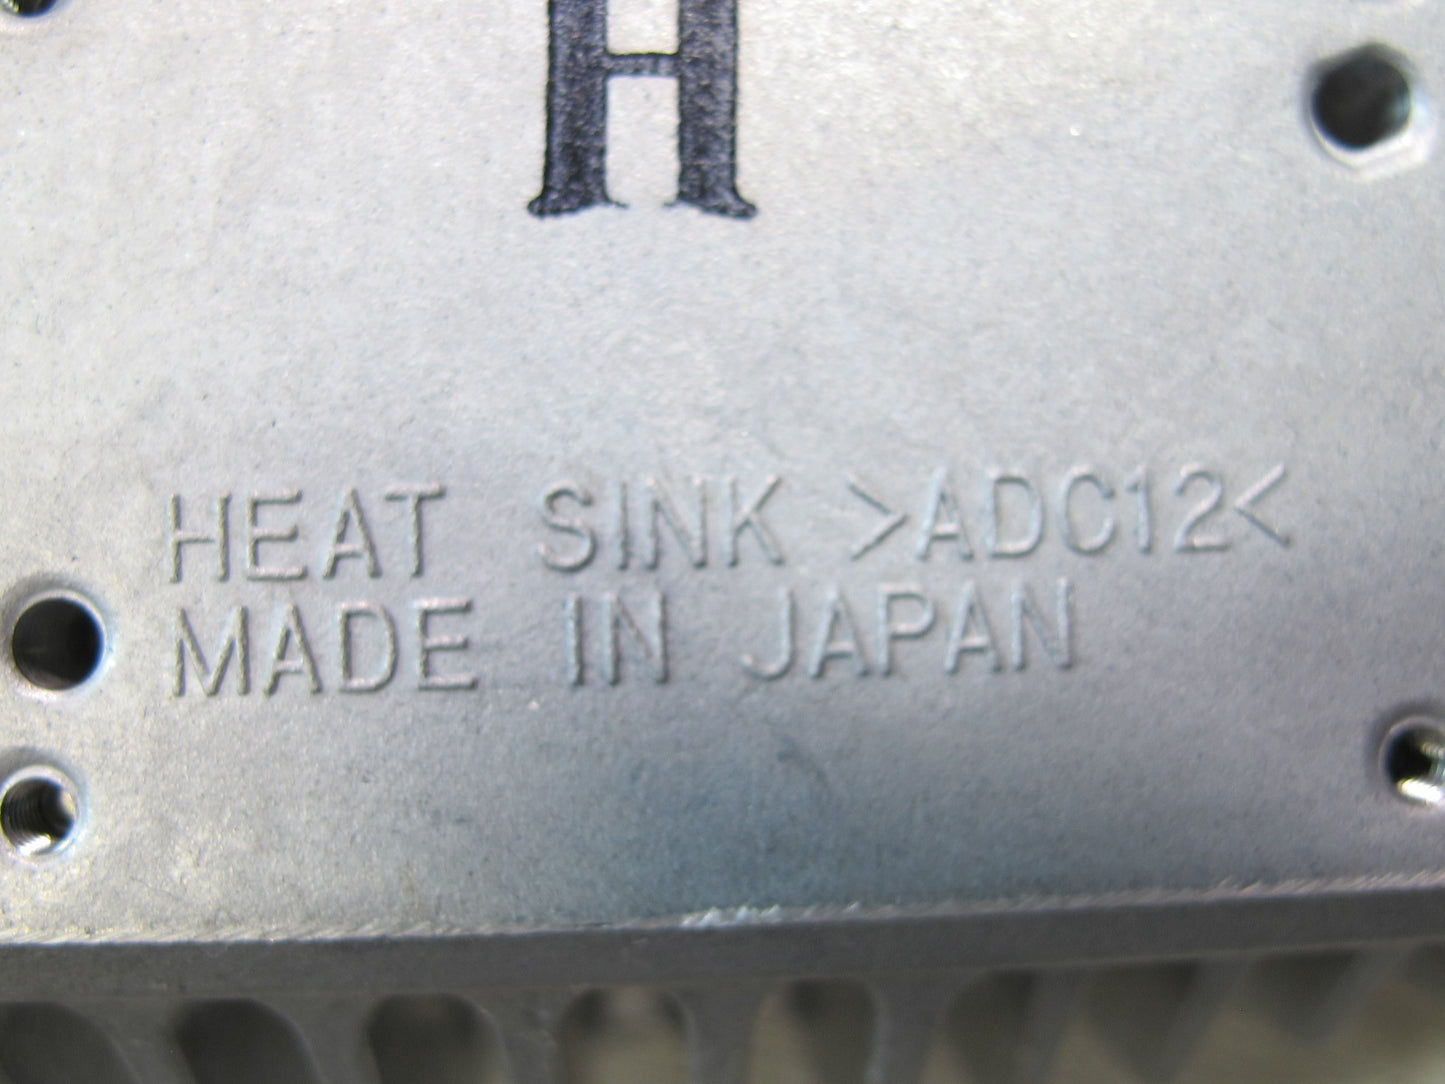 H
HEAT SINK >ADC12<
MADE IN JAPAN